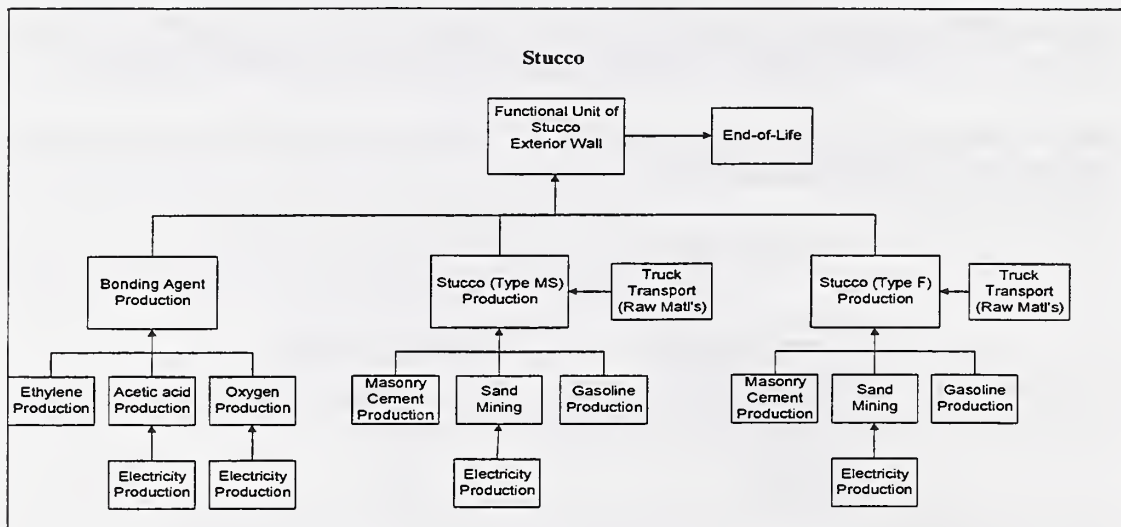 Stucco
Functional Unit of
Stucco
Exterior Wall
End-of-Life
Bonding Agent
Production
Stucco (Type MS)
Production
Truck
Transport
(Raw Matl's)
Stucco (Type F)
Production
Truck
Transport
(Raw Matl's)
Ethylene
Production
Acetic acid
Production
Oxygen
Production
Masonry
Cement
Production
Sand
Mining
Gasoline
Production
Masonry
Cement
Production
Sand
Mining
Gasoline
Production
Electricity
Production
Electricity
Production
Electricity
Production
Electricity
Production